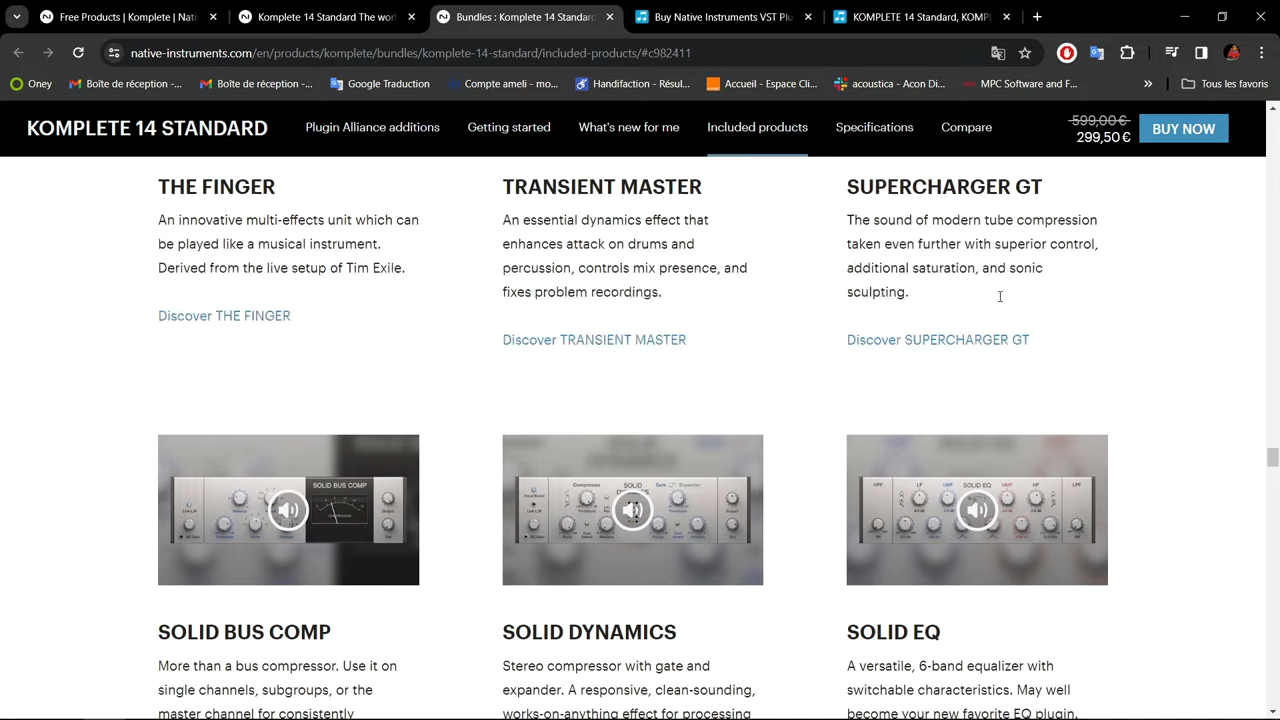 Free Products | Komplete | Nati
Komplete 14 Standard The worl
Bundles : Komplete 14 Standard
Buy Native Instruments VST Plu
KOMPLETE 14 Standard, KOMPL
native-instruments.com/en/products/komplete/bundles/komplete-14-standard/included-products/#c982411
Oney
Boîte de réception -...
Boîte de réception -...
Google Traduction
Compte ameli - mo...
Handifaction - Résul...
Accueil - Espace Cli...
acoustica - Acon Di...
MPC Software and F...
Tous les favoris
KOMPLETE 14 STANDARD
Plugin Alliance additions
Getting started
What's new for me
Included products
Specifications
Compare
599,00 €
299,50 €
BUY NOW
THE FINGER
An innovative multi-effects unit which can
be played like a musical instrument.
Derived from the live setup of Tim Exile.
Discover THE FINGER
TRANSIENT MASTER
An essential dynamics effect that
enhances attack on drums and
percussion, controls mix presence, and
fixes problem recordings.
Discover TRANSIENT MASTER
SUPERCHARGER GT
The sound of modern tube compression
taken even further with superior control,
additional saturation, and sonic
sculpting.
Discover SUPERCHARGER GT
SOLID BUS COMP
SOLID BUS COMP
More than a bus compressor. Use it on
single channels, subgroups, or the
master channel for consistently
Compressor
SOLID
Gate
Expander
SOLID DYNAMICS
Stereo compressor with gate and
expander. A responsive, clean-sounding,
works-on-anything effect for processing
HPF
LF
LMF
SOLID EQ
HMF
HF
LPF
SOLID EQ
A versatile, 6-band equalizer with
switchable characteristics. May well
become your new favorite EQ plugin.